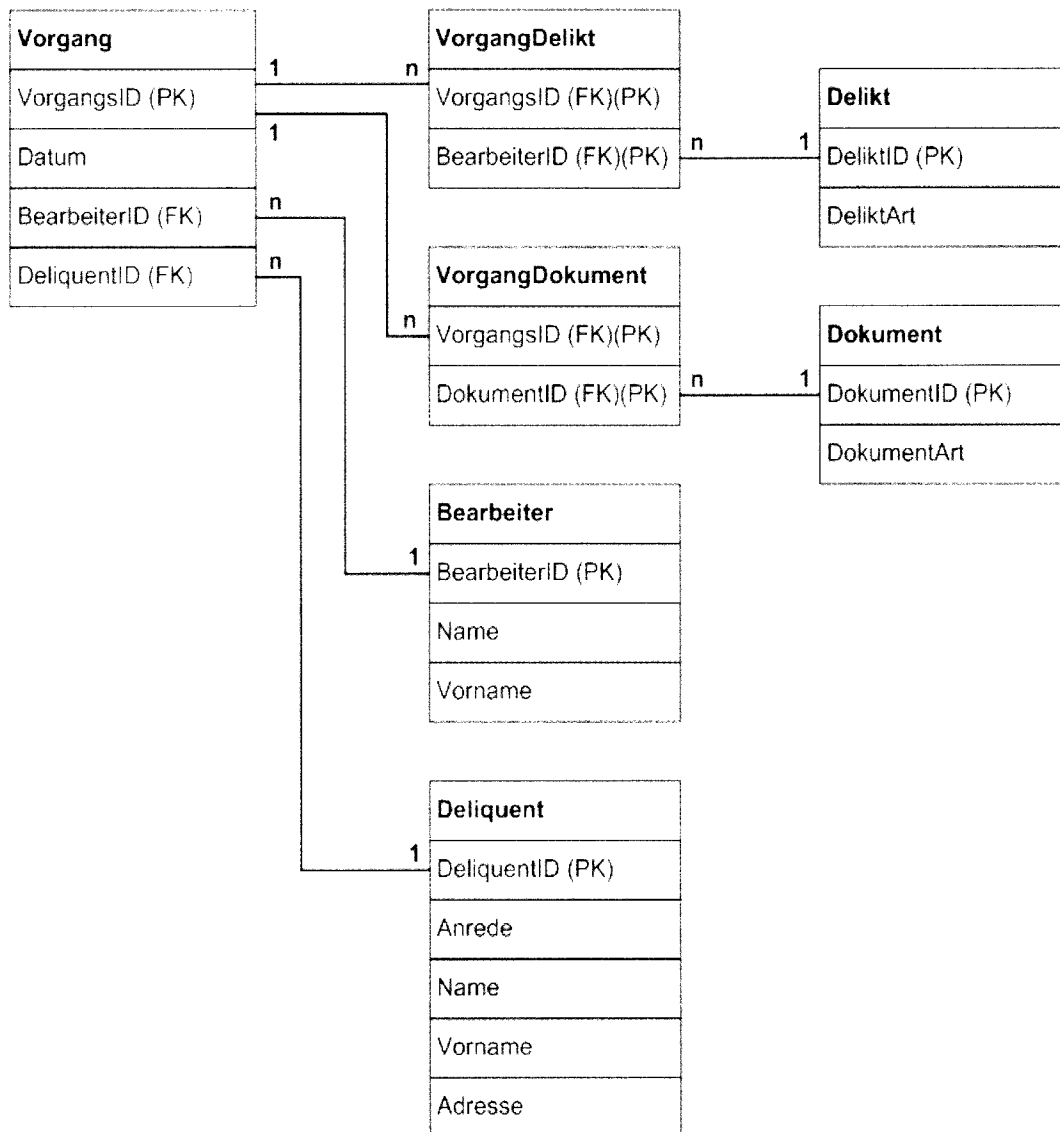 Vorgang
VorgangsID (PK)
Datum
BearbeiterID (FK)
DeliquentID (FK)
1
1
n
n
VorgangDelikt
VorgangsID (FK)(PK)
BearbeiterID (FK)(PK)
n
n
1
Delikt
DeliktID (PK)
DeliktArt
VorgangDokument
VorgangsID (FK)(PK)
DokumentID (FK)(PK)
n
n
1
Dokument
DokumentID (PK)
DokumentArt
Bearbeiter
1
BearbeiterID (PK)
Name
Vorname
Deliquent
1
DeliquentID (PK)
Anrede
Name
Vorname
Adresse